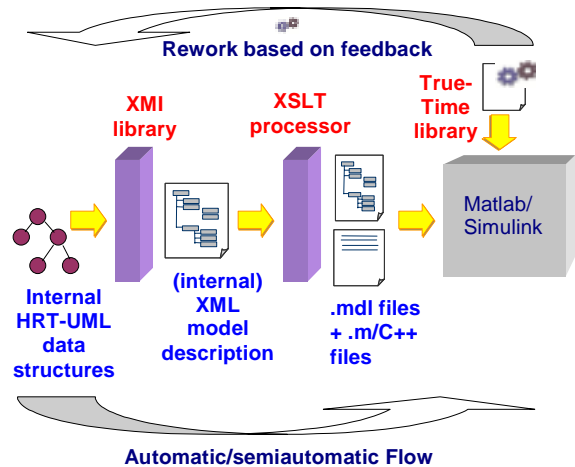 Rework based on feedback
True-
Time
library
XMI
library
XSLT
processor
Matlab/
Simulink
Internal
HRT-UML
data
structures
(internal)
XML
model
description
.mdl files
+ .m/C++
files
Automatic/semiautomatic Flow